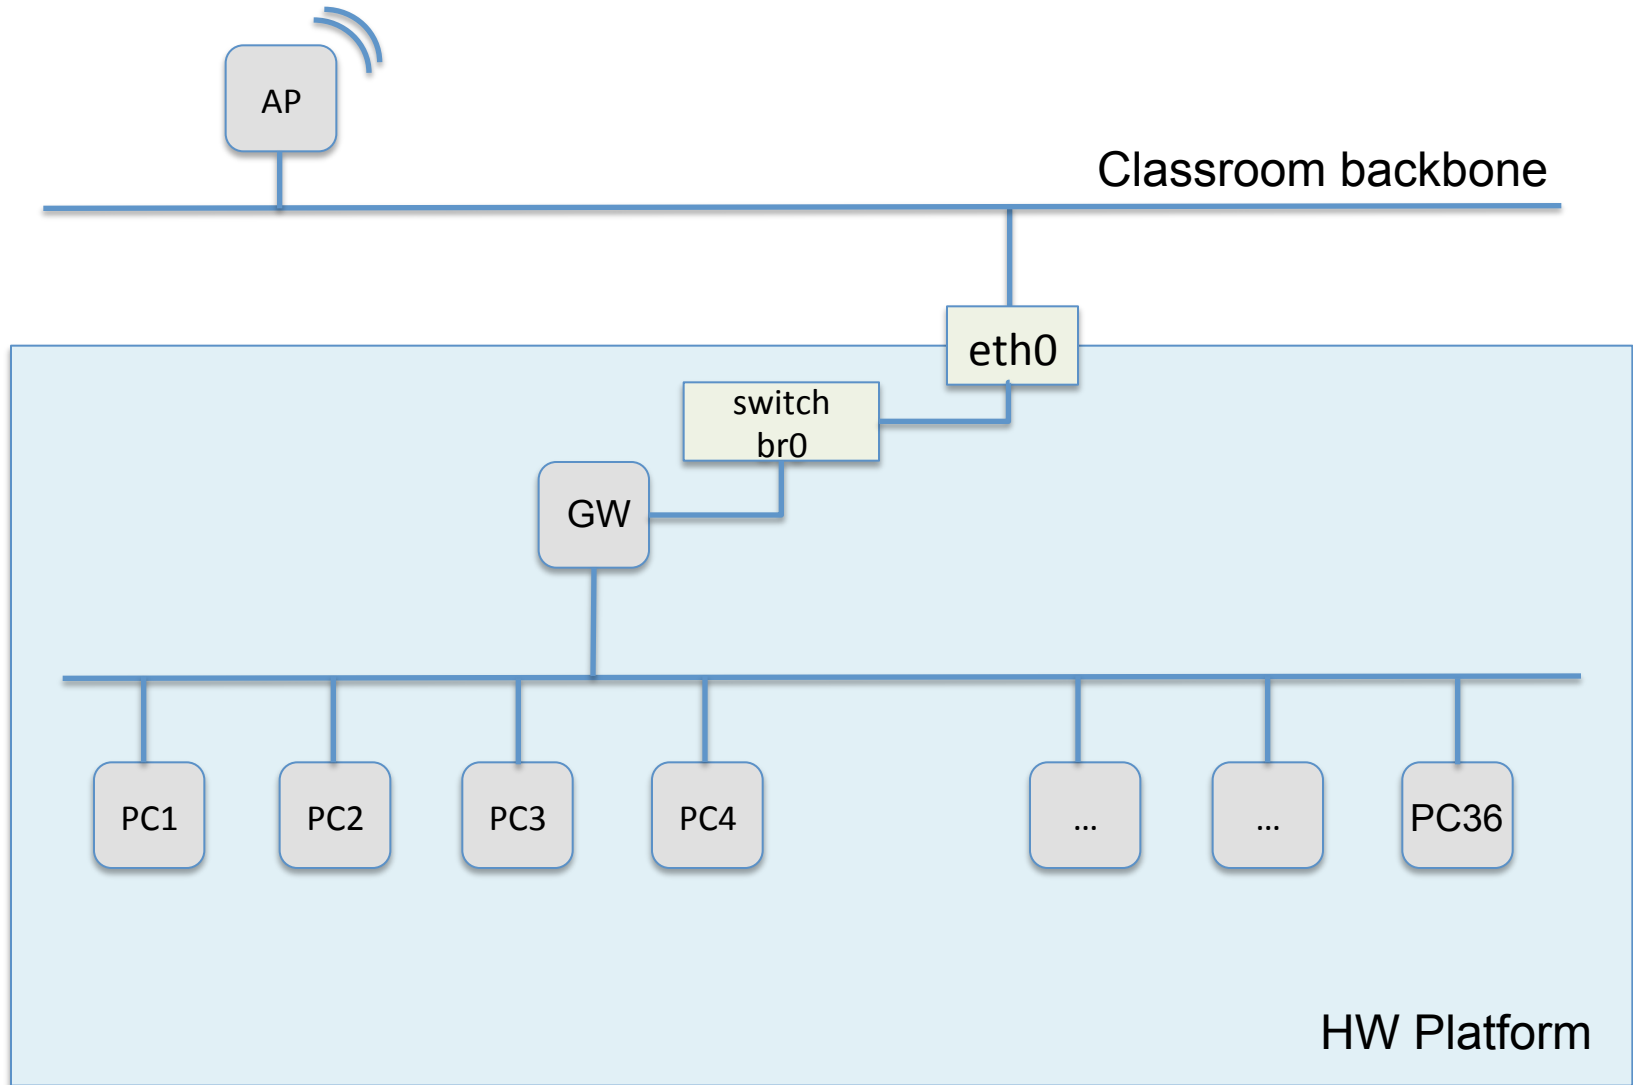 AP
Classroom backbone
eth0
switch
br0
GW
PC1
PC2
PC3
PC4
...
...
PC36
HW Platform